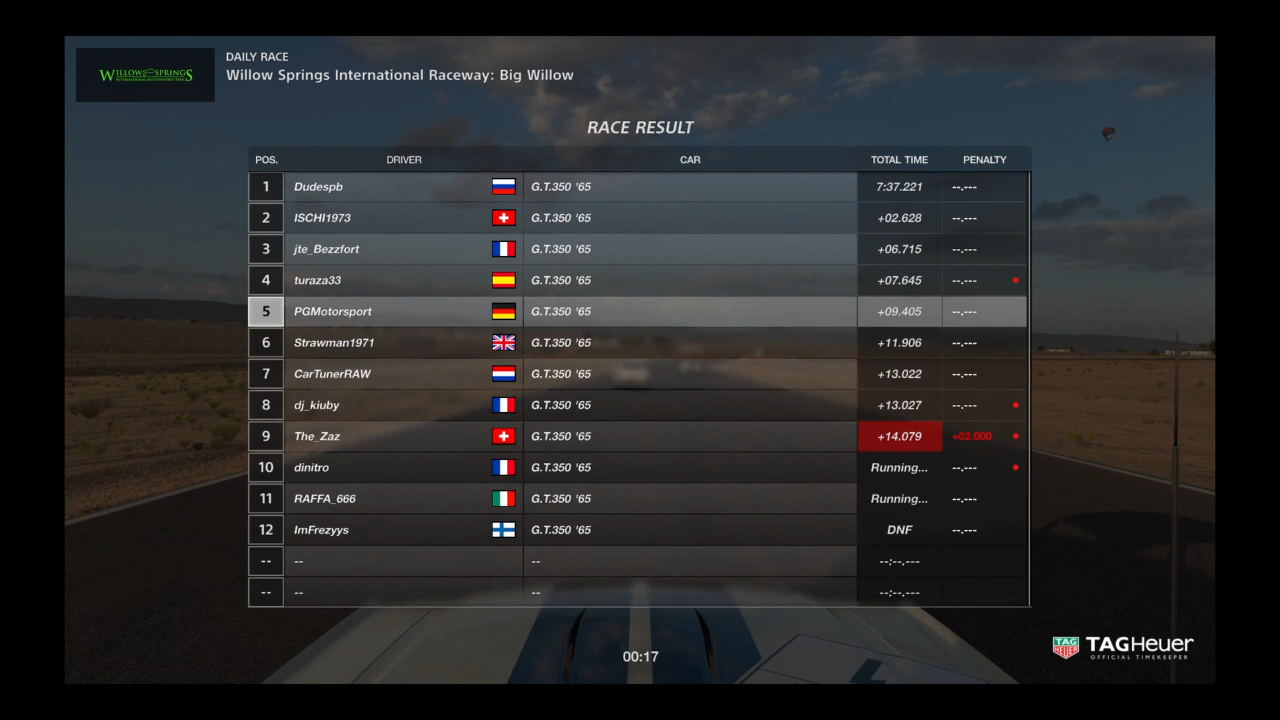 WILLOW SPRINGS
DAILY RACE
Willow Springs International Raceway: Big Willow
RACE RESULT
POS. DRIVER CAR TOTAL TIME PENALTY
1 Dudespb G.T.350 '65 7:37.221 --.---
2 ISCHI1973 G.T.350 '65 +02.628 --.---
3 jte_Bezzfort G.T.350 '65 +06.715 --.---
4 turaza33 G.T.350 '65 +07.645 --.---
5 PGMotorsport G.T.350 '65 +09.405 --.---
6 Strawman1971 G.T.350 '65 +11.906 --.---
7 CarTunerRAW G.T.350 '65 +13.022 --.---
8 dj_kiuby G.T.350 '65 +13.027 --.---
9 The_Zaz G.T.350 '65 +14.079 +02.000
10 dinitro G.T.350 '65 Running... --.---
11 RAFFA_666 G.T.350 '65 Running... --.---
12 ImFrezyys G.T.350 '65 DNF --.---
-- -- -- --:--.---
-- -- -- --:--.---
TAG HEUER TAGHeuer
OFFICIAL TIMEKEEPER
00:17